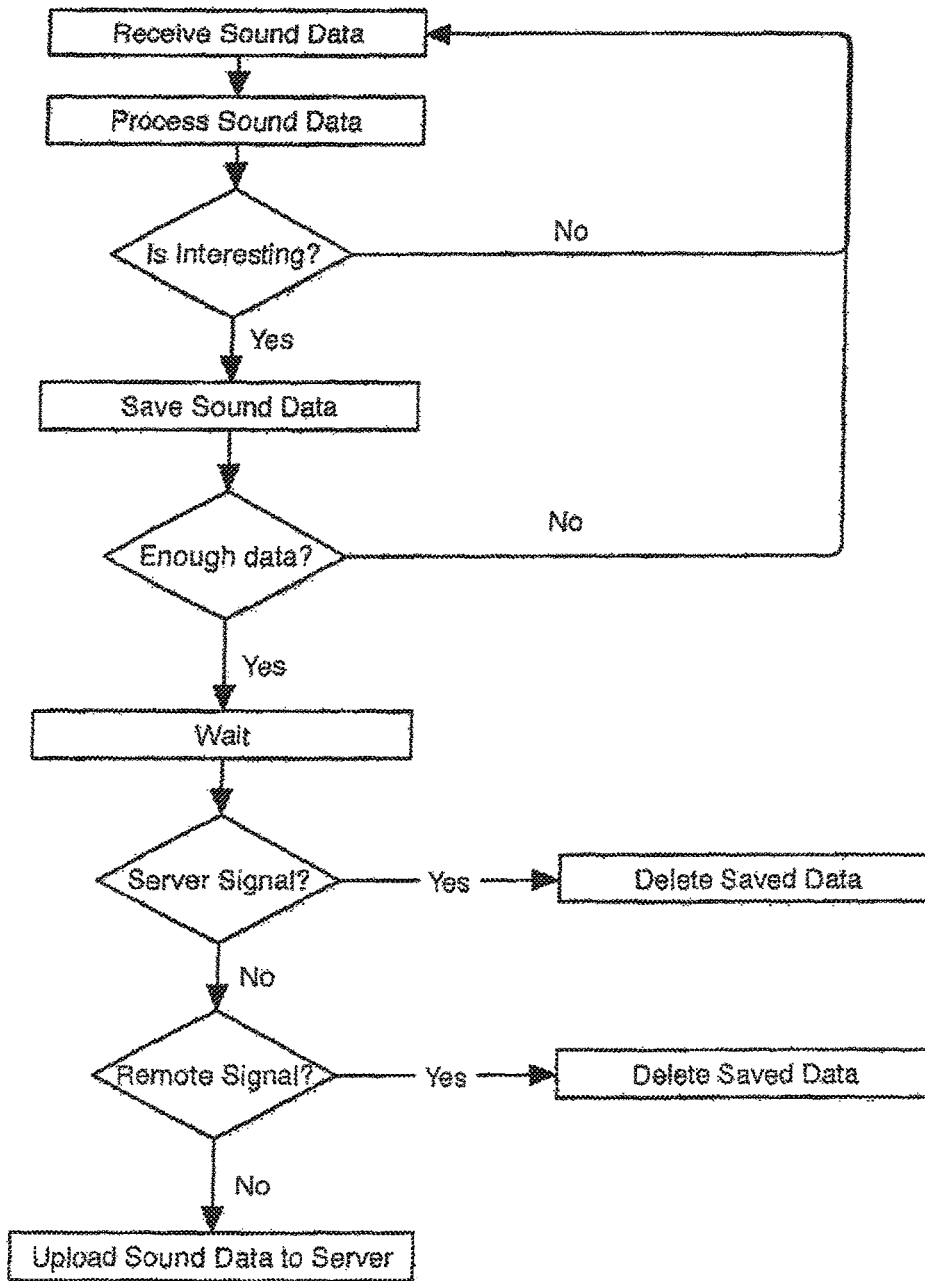 Receive Sound Data
Process Sound Data
Is Interesting?
No
Yes
Save Sound Data
Enough data?
No
Yes
Wait
Server Signal?
Yes
Delete Saved Data
No
Remote Signal?
Yes
Delete Saved Data
No
Upload Sound Data to Server